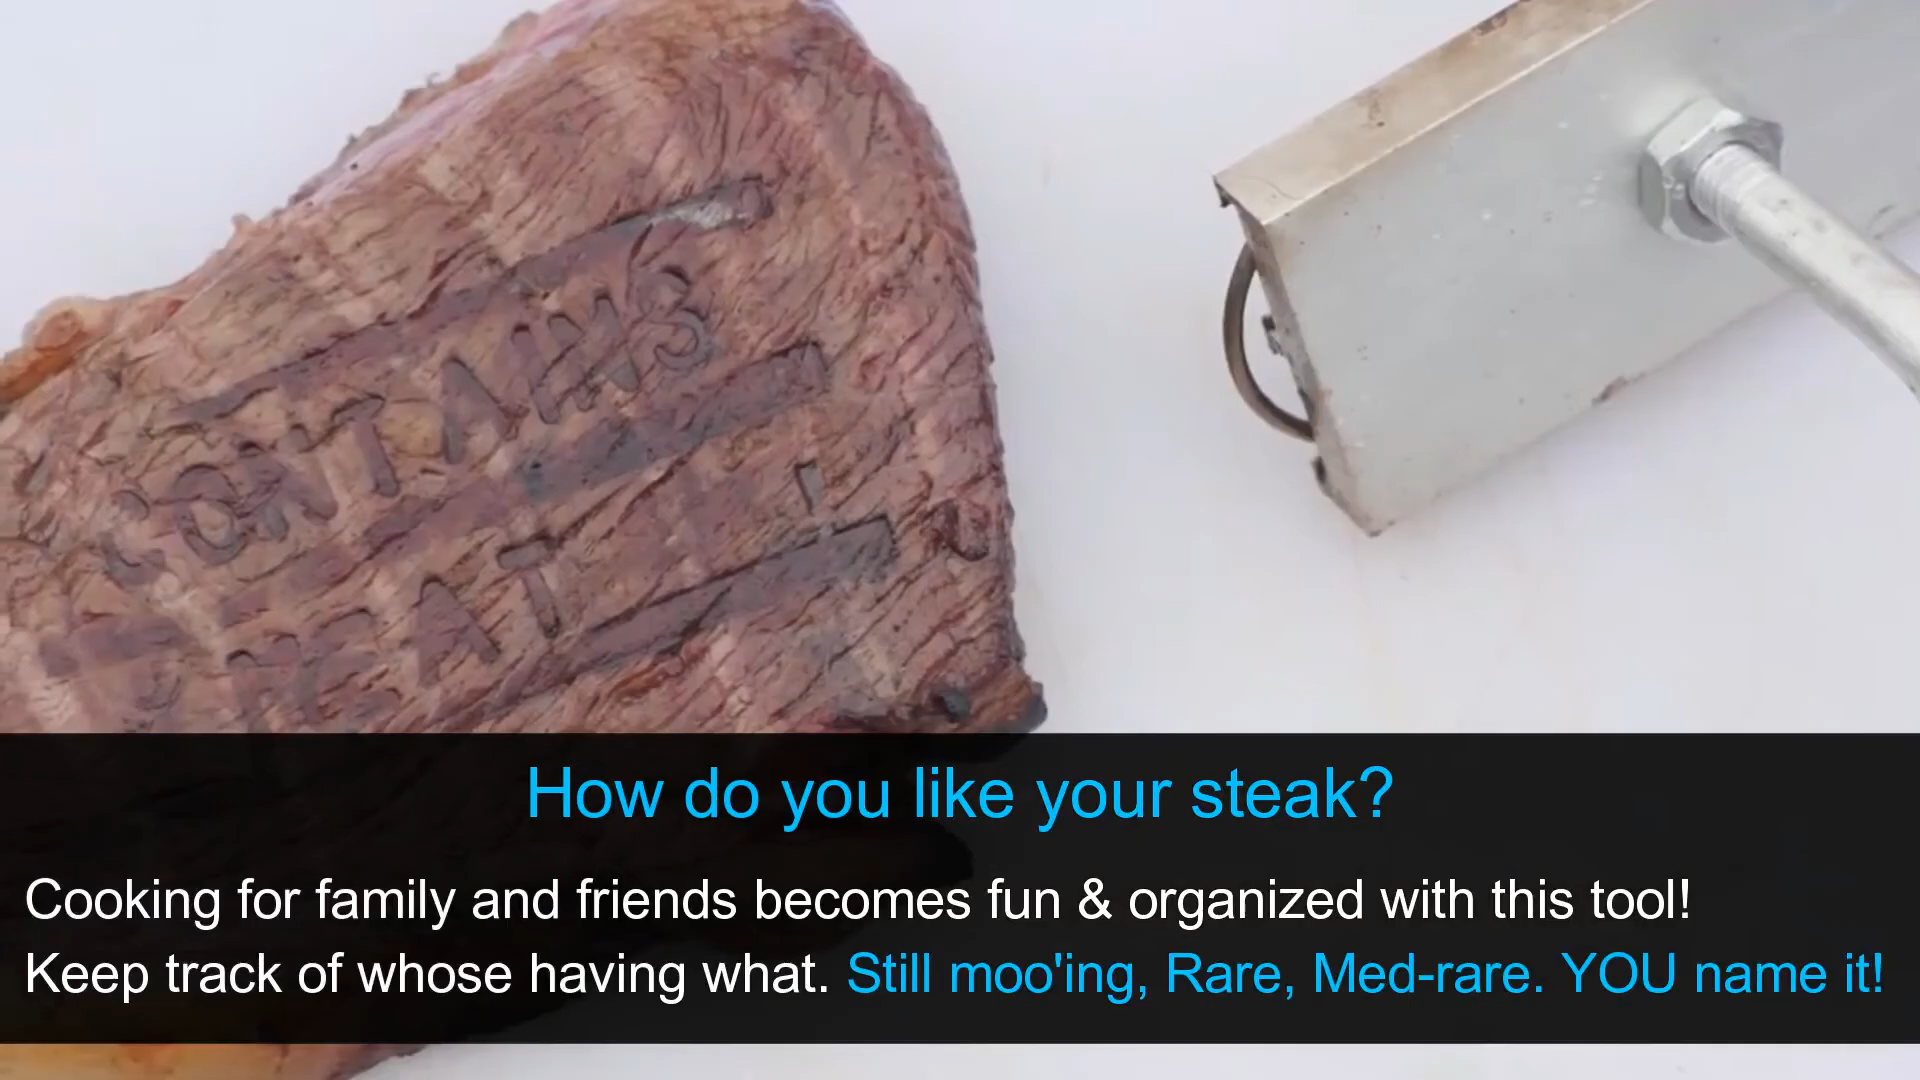 CONTAINS
MEAT
How do you like your steak?
Cooking for family and friends becomes fun & organized with this tool!
Keep track of whose having what. Still moo'ing, Rare, Med-rare. YOU name it!